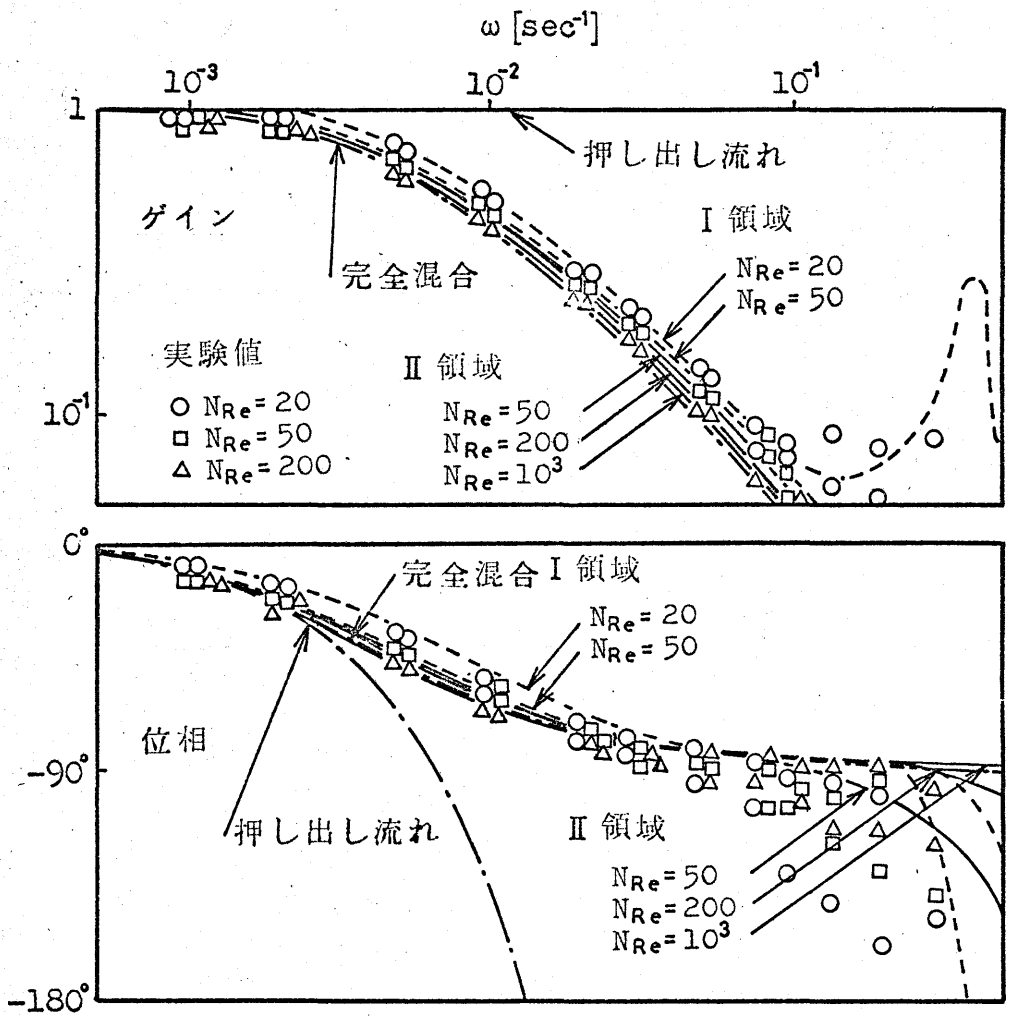 ω [sec⁻¹]
10⁻³
10⁻²
10⁻¹
1
押し出し流れ
ゲイン
I 領域
完全混合
N_Re = 20
N_Re = 50
実験値
II 領域
○ N_Re = 20
□ N_Re = 50
△ N_Re = 200
10⁻¹
N_Re = 50
N_Re = 200
N_Re = 10³
0°
完全混合 I 領域
N_Re = 20
N_Re = 50
位相
-90°
押し出し流れ
II 領域
N_Re = 50
N_Re = 200
N_Re = 10³
-180°